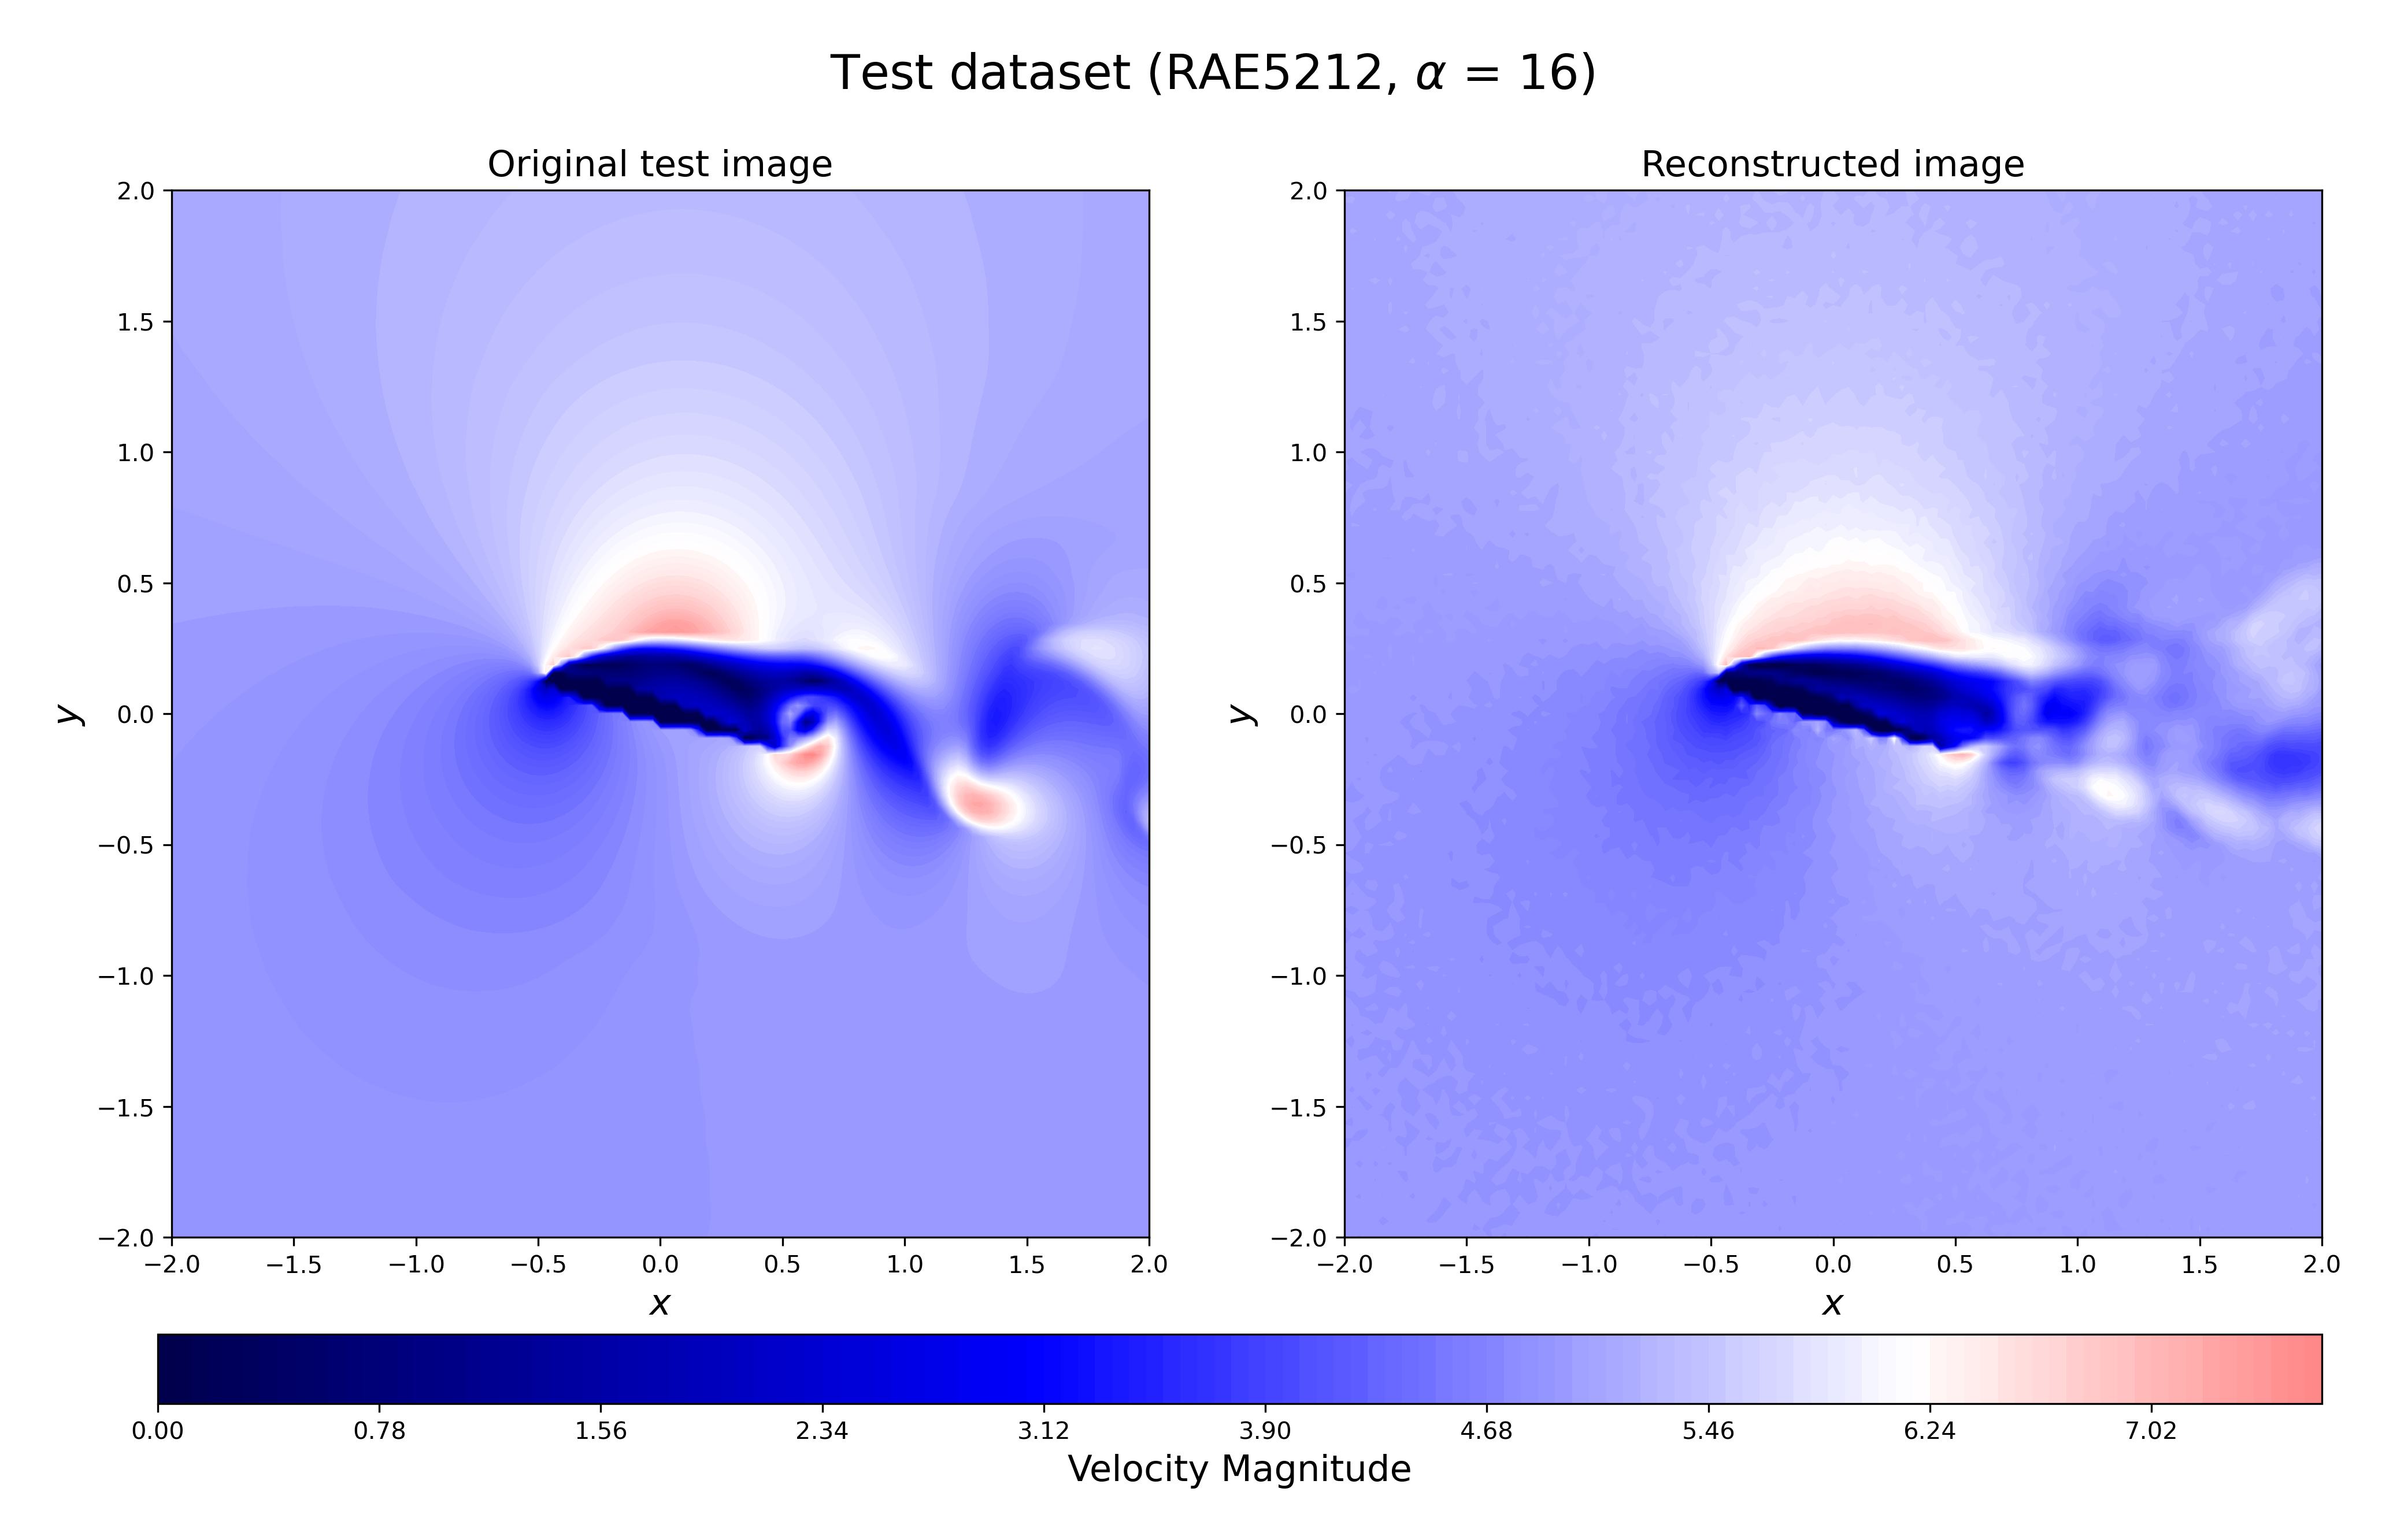 Test dataset (RAE5212, α = 16)
Original test image
2.0
1.5
1.0
0.5
0.0
−0.5
−1.0
−1.5
−2.0
y
−2.0 −1.5 −1.0 −0.5 0.0 0.5 1.0 1.5 2.0
x
Reconstructed image
2.0
1.5
1.0
0.5
0.0
−0.5
−1.0
−1.5
−2.0
y
−2.0 −1.5 −1.0 −0.5 0.0 0.5 1.0 1.5 2.0
x
0.00 0.78 1.56 2.34 3.12 3.90 4.68 5.46 6.24 7.02
Velocity Magnitude